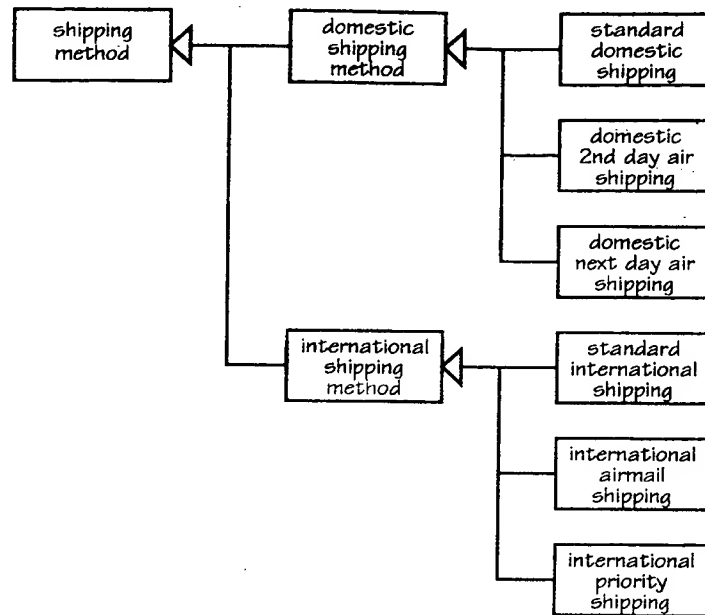 shipping
method
domestic
shipping
method
standard
domestic
shipping
domestic
2nd day air
shipping
domestic
next day air
shipping
international
shipping
method
standard
international
shipping
international
airmail
shipping
international
priority
shipping